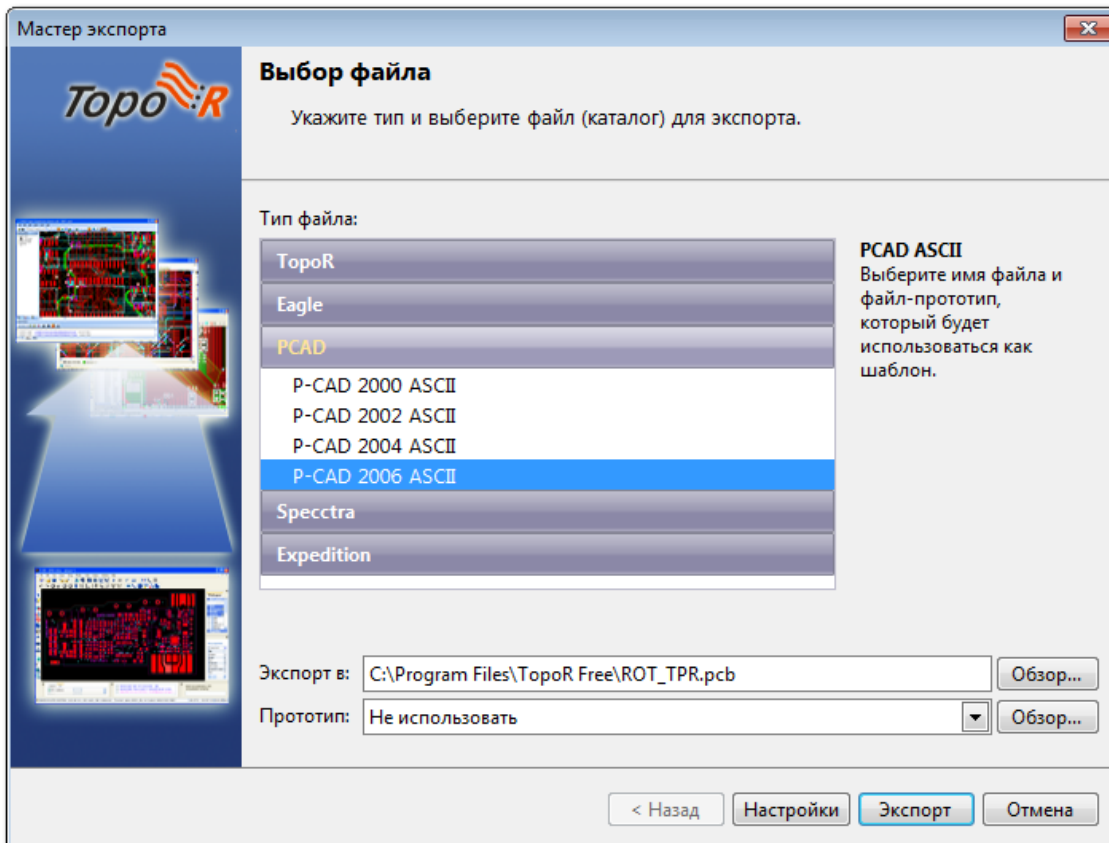 Мастер экспорта
TopoR
Выбор файла
Укажите тип и выберите файл (каталог) для экспорта.
Тип файла:
TopoR
Eagle
PCAD
P-CAD 2000 ASCII
P-CAD 2002 ASCII
P-CAD 2004 ASCII
P-CAD 2006 ASCII
Specctra
Expedition
PCAD ASCII
Выберите имя файла и
файл-прототип,
который будет
использоваться как
шаблон.
Экспорт в: C:\Program Files\TopoR Free\ROT_TPR.pcb Обзор...
Прототип: Не использовать Обзор...
< Назад Настройки Экспорт Отмена